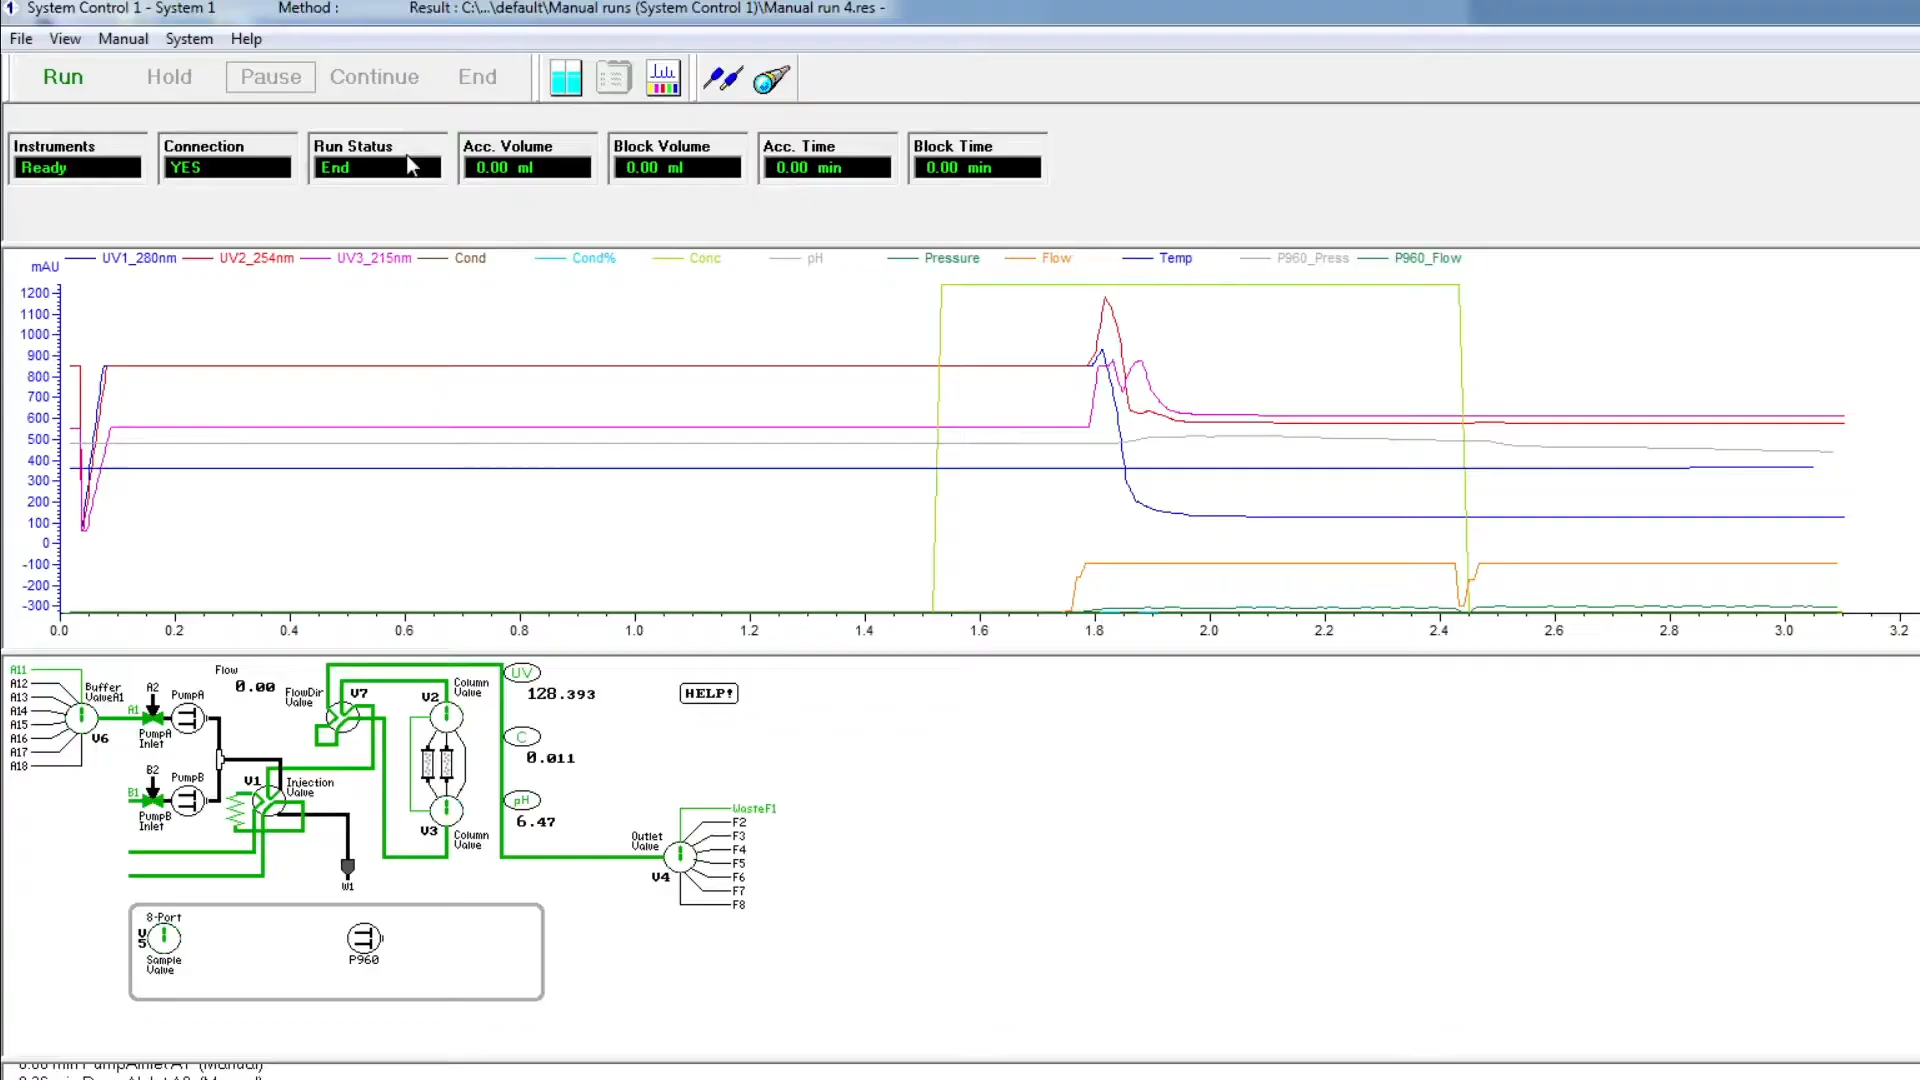 System Control 1 - System 1 Method : Result : C:\...\default\Manual runs (System Control 1)\Manual run 4.res -
File View Manual System Help
Run Hold Pause Continue End
Instruments Connection Run Status Acc. Volume Block Volume Acc. Time Block Time
Ready YES End 0.00 ml 0.00 ml 0.00 min 0.00 min
UV1_280nm UV2_254nm UV3_215nm Cond Cond% Conc pH Pressure Flow Temp P960_Press P960_Flow
mAU
1200
1100
1000
900
800
700
600
500
400
300
200
100
0
-100
-200
-300
0.0 0.2 0.4 0.6 0.8 1.0 1.2 1.4 1.6 1.8 2.0 2.2 2.4 2.6 2.8 3.0 3.2
A11
A12
A13
A14
A15
A16
A17
A18
Buffer
ValveA1
V6
A1
A2
PumpA
PumpA
Inlet
B2
PumpB
B1
PumpB
Inlet
Flow
0.00
FlowDir
Valve
V7
V1
Injection
Valve
W1
V2
Column
Valve
V3
Column
Valve
UV
128.393
C
0.011
pH
6.47
HELP!
Outlet
Valve
V4
WasteF1
F2
F3
F4
F5
F6
F7
F8
8-Port
V5
Sample
Valve
P960